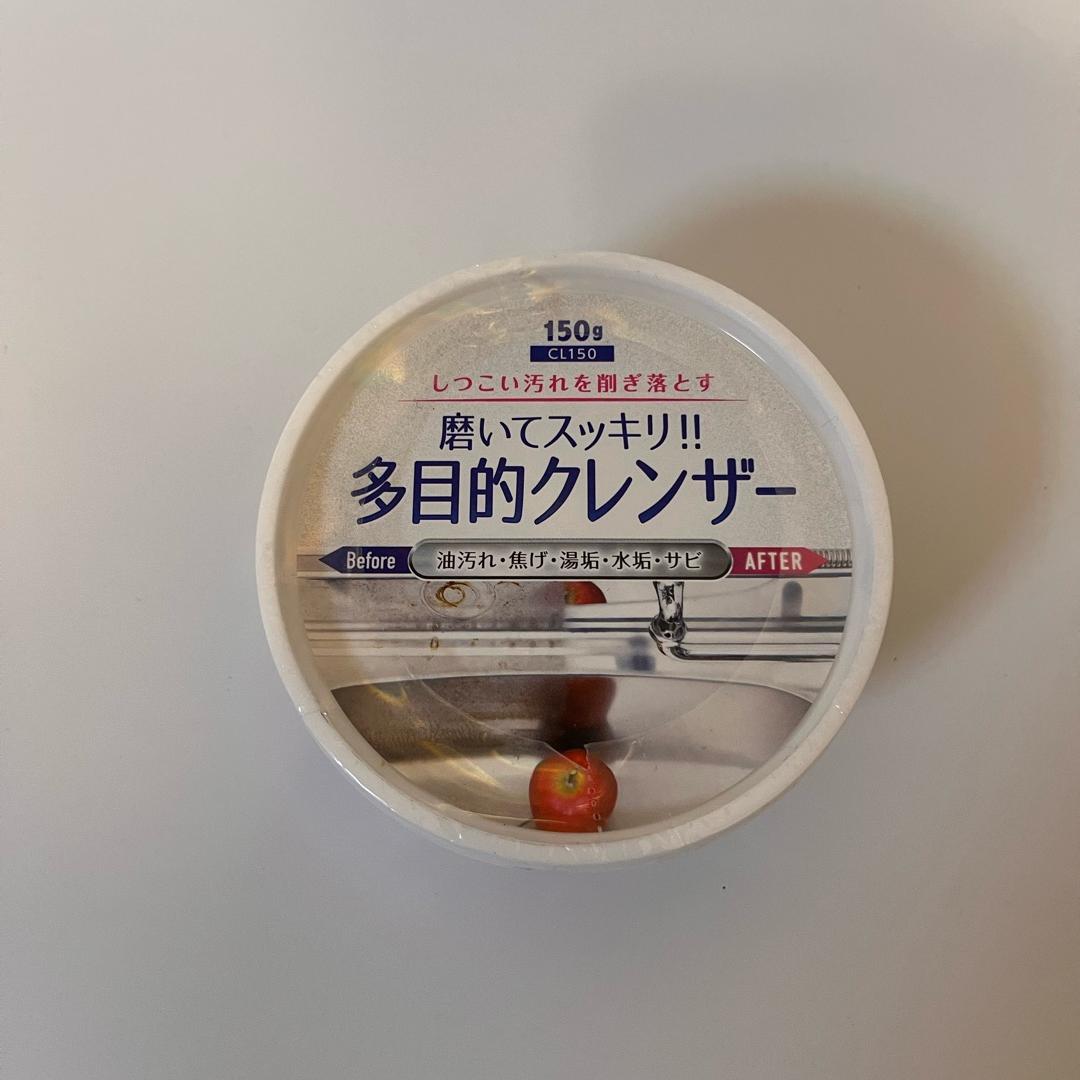 150g
CL150
しつこい汚れを削ぎ落とす
磨いてスッキリ!!
多目的クレンザー
Before 油汚れ・焦げ・湯垢・水垢・サビ AFTER